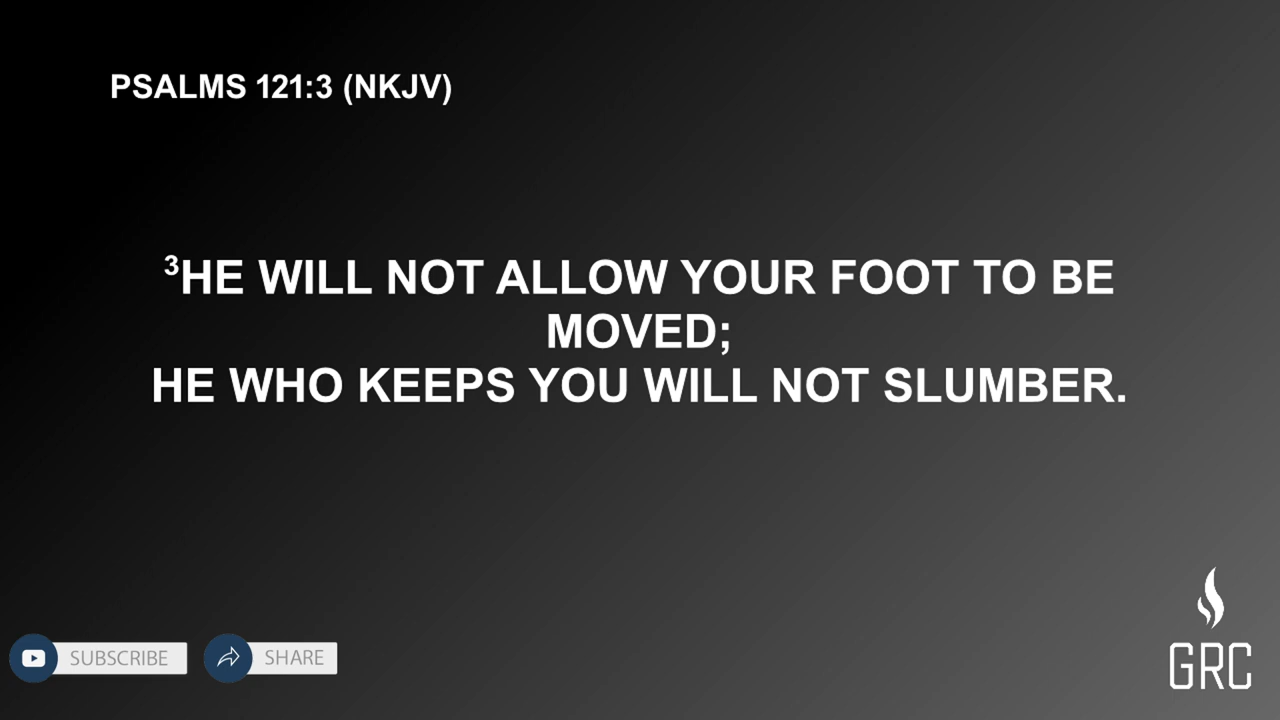 PSALMS 121:3 (NKJV)
³HE WILL NOT ALLOW YOUR FOOT TO BE
MOVED;
HE WHO KEEPS YOU WILL NOT SLUMBER.
SUBSCRIBE
SHARE
GRC